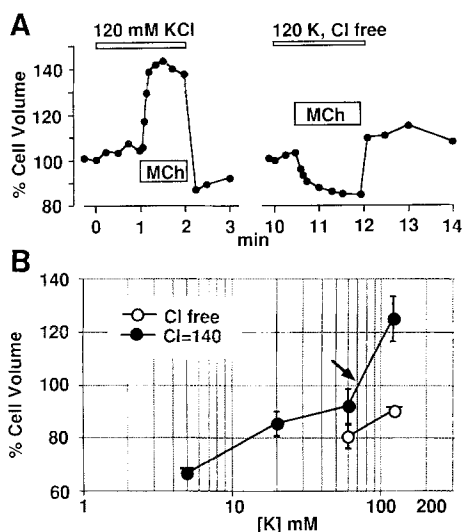 A
120 mM KCl
120 K, Cl free
% Cell Volume
140
120
100
80
MCh
MCh
0 1 2 3 10 11 12 13 14
min
B
140
120
100
80
60
% Cell Volume
Cl free
Cl=140
1 10 100 200
[K] mM